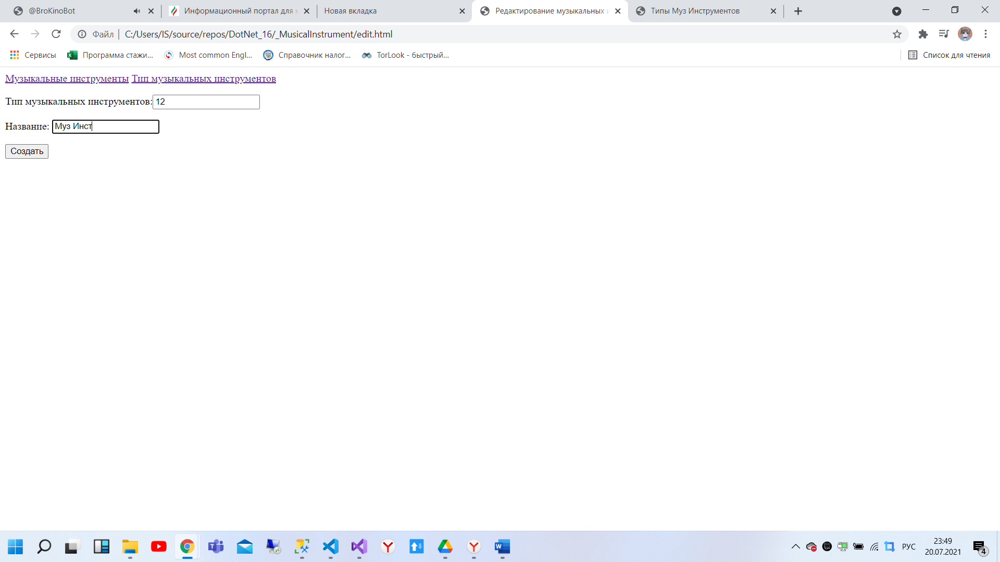 @BroKinoBot
Информационный портал для к
Новая вкладка
Редактирование музыкальных и
Типы Муз Инструментов
Файл
C:/Users/IS/source/repos/DotNet_16/_MusicalInstrument/edit.html
Сервисы
Программа стажи...
Most common Engl...
Справочник налог...
TorLook - быстрый...
Список для чтения
Музыкальные инструменты Тип музыкальных инструментов
Тип музыкальных инструментов: 12
Название: Муз Инст
Создать
РУС
23:49
20.07.2021
4